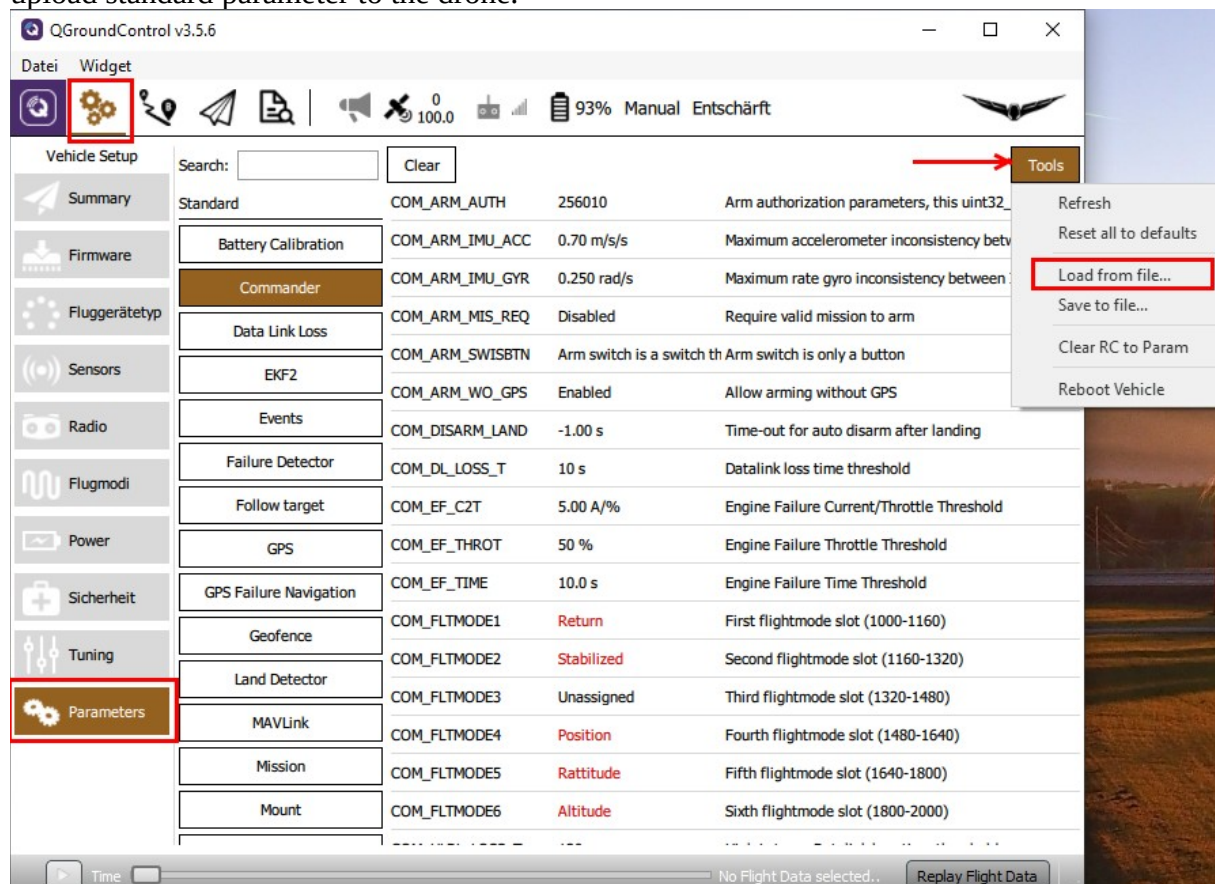 upload standard parameter to the drone.
QGroundControl v3.5.6
Datei Widget
0
100.0
93% Manual Entschärft
Vehicle Setup
Search: Clear Tools
Summary
Firmware
Fluggerätetyp
Sensors
Radio
Flugmodi
Power
Sicherheit
Tuning
Parameters
Standard
Battery Calibration
Commander
Data Link Loss
EKF2
Events
Failure Detector
Follow target
GPS
GPS Failure Navigation
Geofence
Land Detector
MAVLink
Mission
Mount
COM_ARM_AUTH 256010 Arm authorization parameters, this uint32_
COM_ARM_IMU_ACC 0.70 m/s/s Maximum accelerometer inconsistency betw
COM_ARM_IMU_GYR 0.250 rad/s Maximum rate gyro inconsistency between
COM_ARM_MIS_REQ Disabled Require valid mission to arm
COM_ARM_SWISBTN Arm switch is a switch th Arm switch is only a button
COM_ARM_WO_GPS Enabled Allow arming without GPS
COM_DISARM_LAND -1.00 s Time-out for auto disarm after landing
COM_DL_LOSS_T 10 s Datalink loss time threshold
COM_EF_C2T 5.00 A/% Engine Failure Current/Throttle Threshold
COM_EF_THROT 50 % Engine Failure Throttle Threshold
COM_EF_TIME 10.0 s Engine Failure Time Threshold
COM_FLTMODE1 Return First flightmode slot (1000-1160)
COM_FLTMODE2 Stabilized Second flightmode slot (1160-1320)
COM_FLTMODE3 Unassigned Third flightmode slot (1320-1480)
COM_FLTMODE4 Position Fourth flightmode slot (1480-1640)
COM_FLTMODE5 Rattitude Fifth flightmode slot (1640-1800)
COM_FLTMODE6 Altitude Sixth flightmode slot (1800-2000)
Refresh
Reset all to defaults
Load from file...
Save to file...
Clear RC to Param
Reboot Vehicle
Time No Flight Data selected.. Replay Flight Data